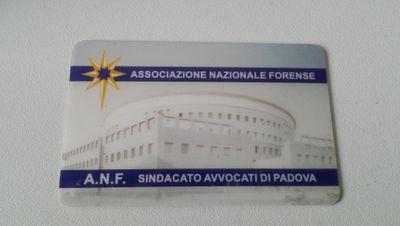 ASSOCIAZIONE NAZIONALE FORENSE
A.N.F. SINDACATO AVVOCATI DI PADOVA